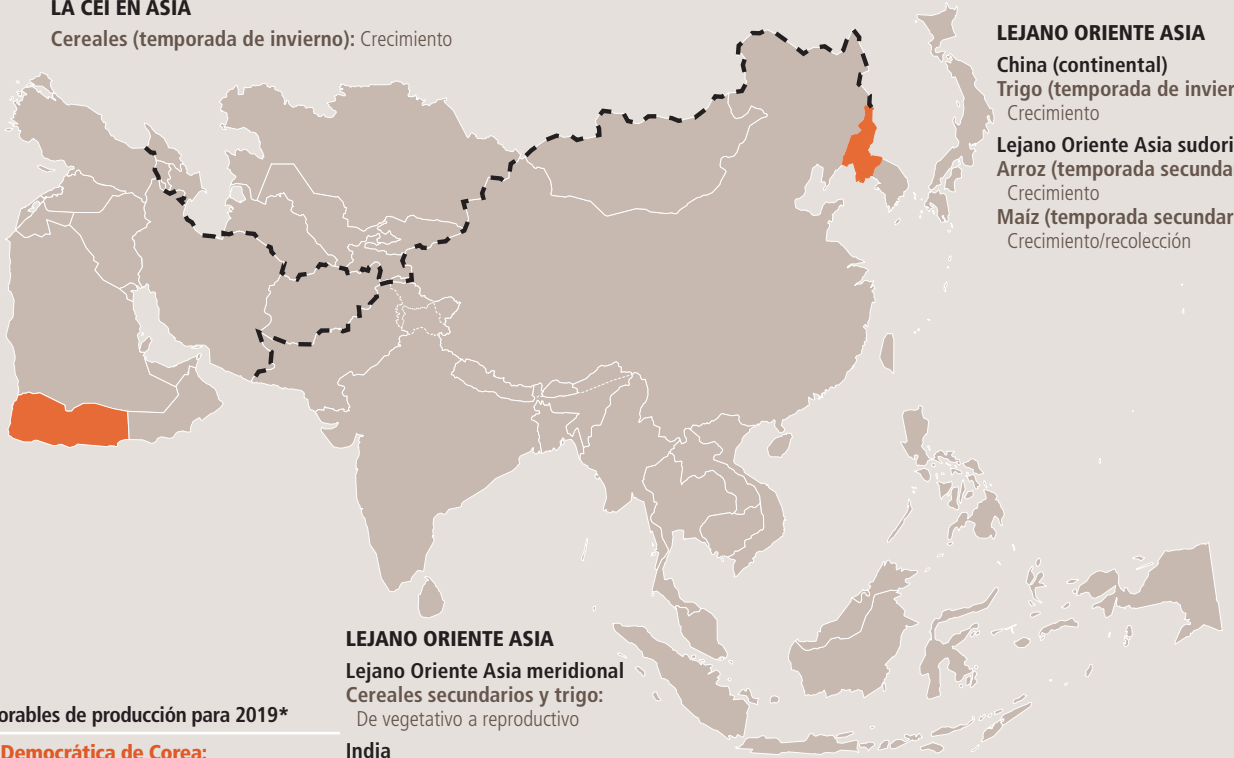 LA CEI EN ASIA
Cereales (temporada de invierno): Crecimiento
LEJANO ORIENTE ASIA
China (continental)
Trigo (temporada de invier
Crecimiento
Lejano Oriente Asia sudori
Arroz (temporada secunda
Crecimiento
Maíz (temporada secundar
Crecimiento/recolección
LEJANO ORIENTE ASIA
Lejano Oriente Asia meridional
Cereales secundarios y trigo:
De vegetativo a reproductivo
India
orables de producción para 2019*
Democrática de Corea: